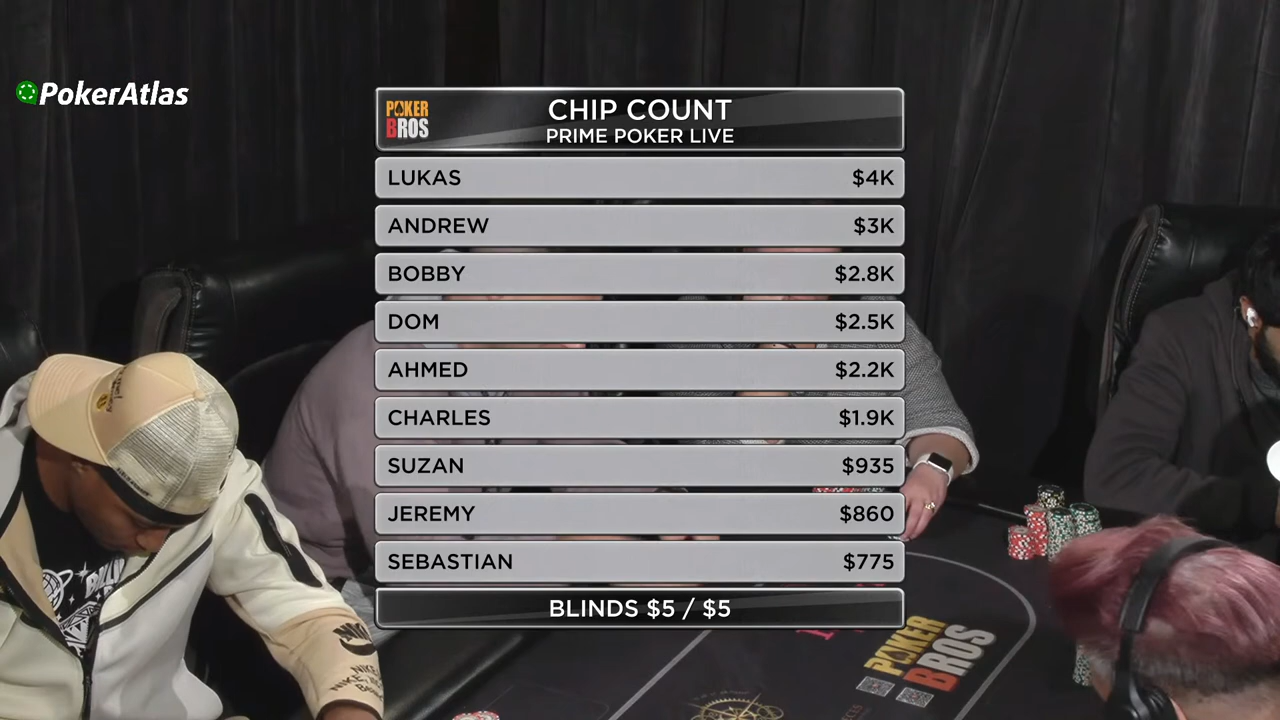 PokerAtlas
POKER
BROS
CHIP COUNT
PRIME POKER LIVE
LUKAS $4K
ANDREW $3K
BOBBY $2.8K
DOM $2.5K
AHMED $2.2K
CHARLES $1.9K
SUZAN $935
JEREMY $860
SEBASTIAN $775
BLINDS $5 / $5
POKER
BROS